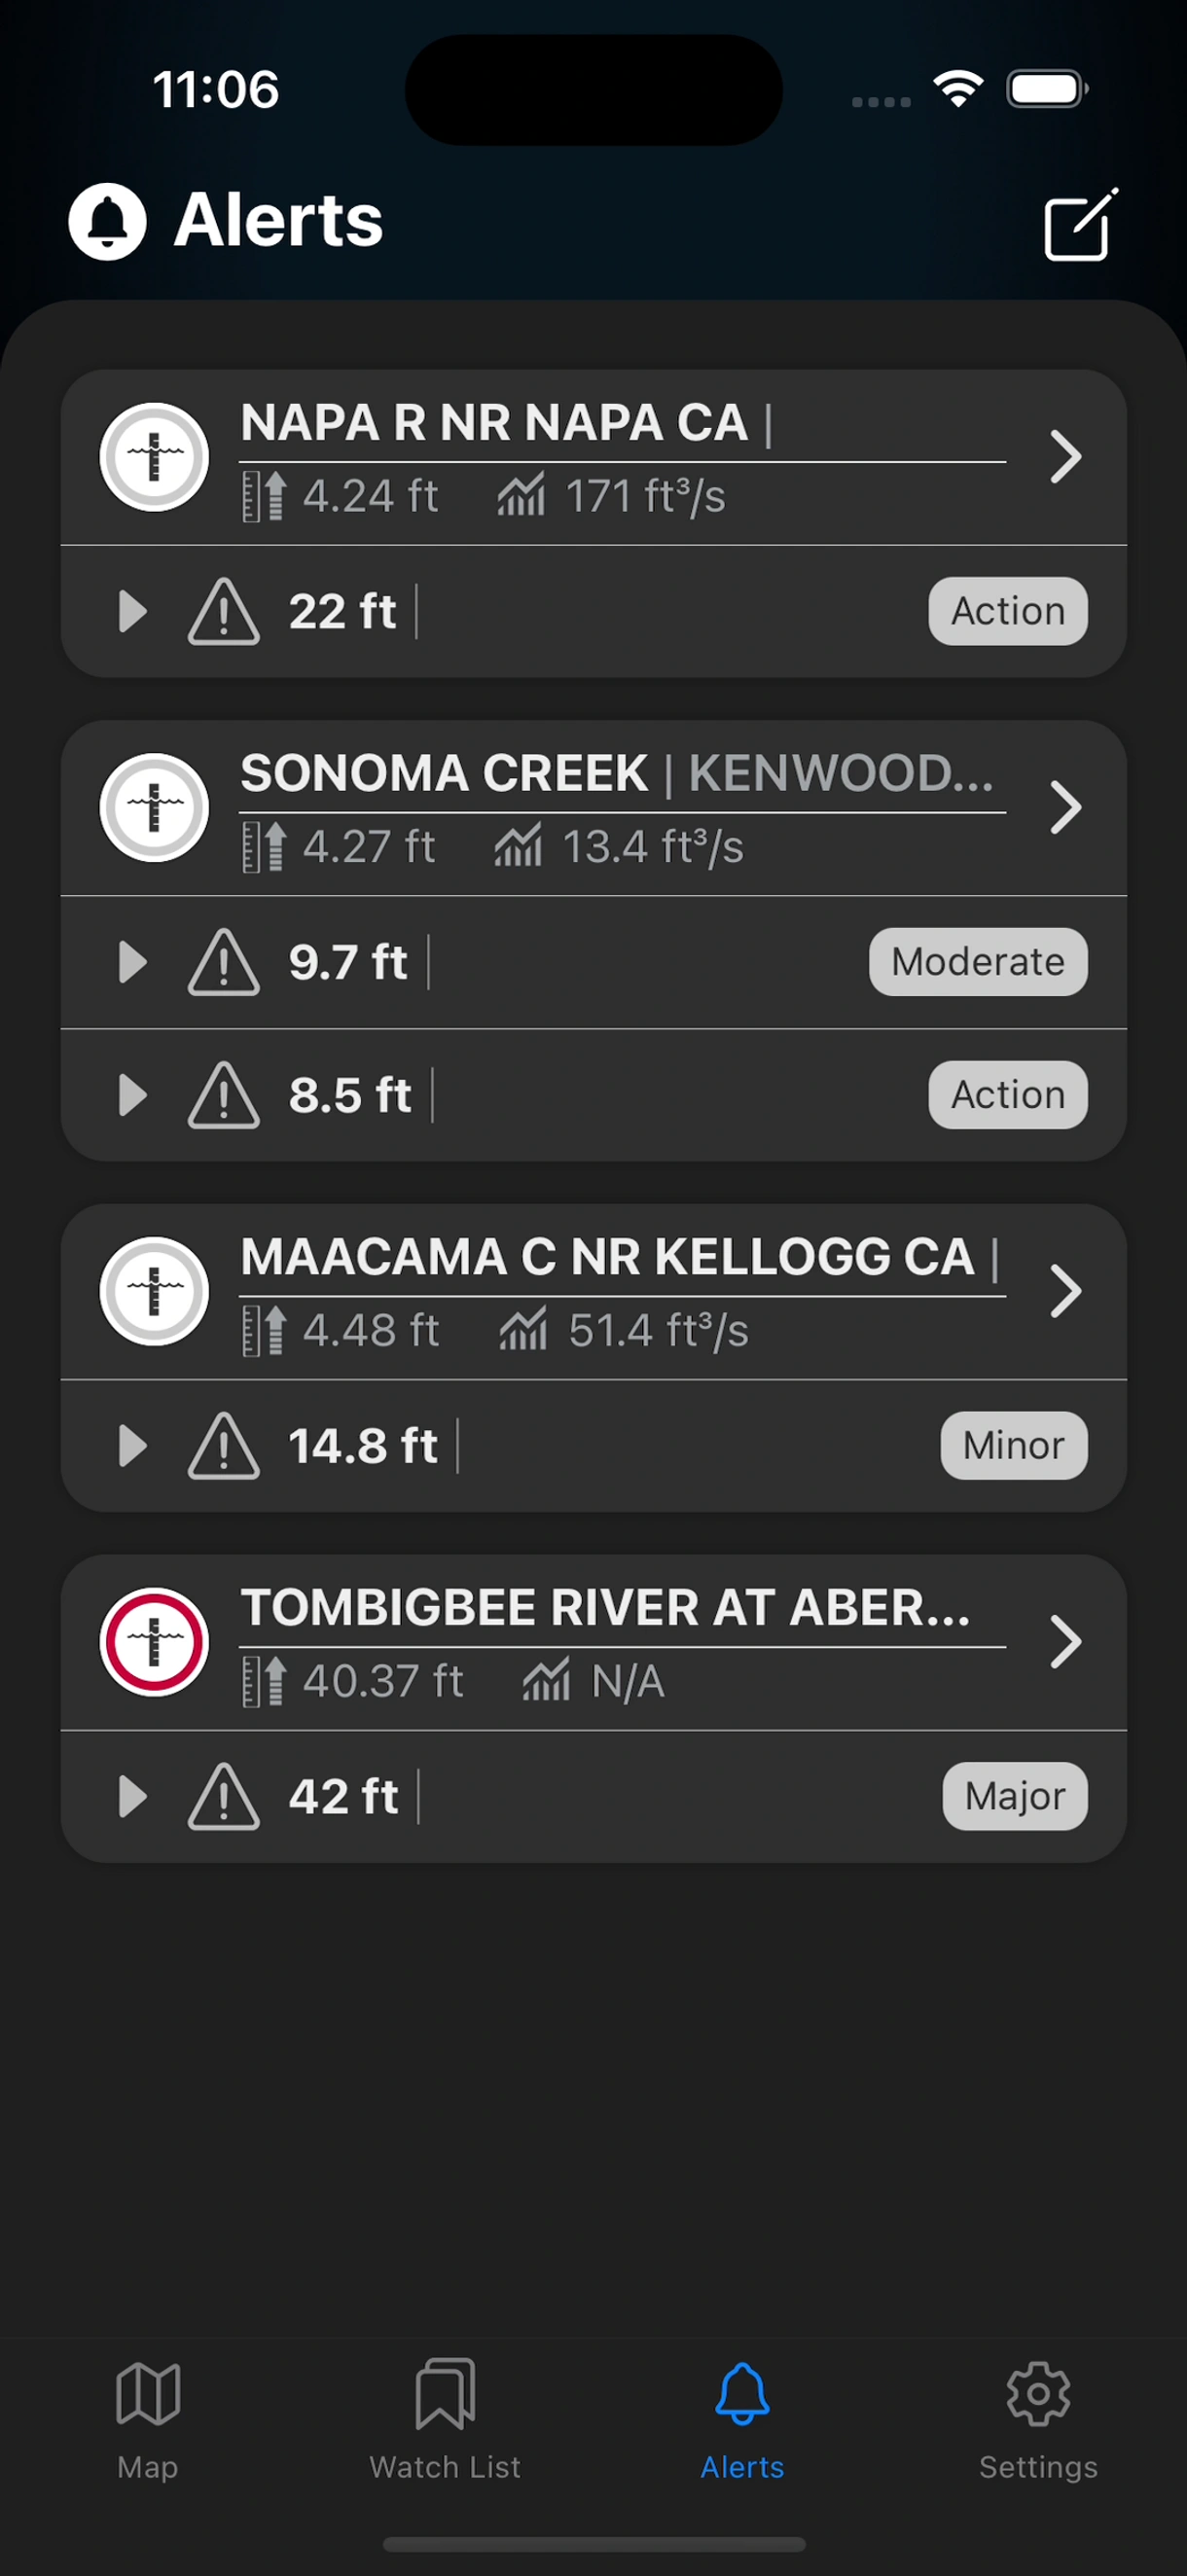 11:06
Alerts
NAPA R NR NAPA CA |
4.24 ft 171 ft³/s
22 ft | Action
SONOMA CREEK | KENWOOD...
4.27 ft 13.4 ft³/s
9.7 ft | Moderate
8.5 ft | Action
MAACAMA C NR KELLOGG CA |
4.48 ft 51.4 ft³/s
14.8 ft | Minor
TOMBIGBEE RIVER AT ABER...
40.37 ft N/A
42 ft | Major
Map Watch List Alerts Settings